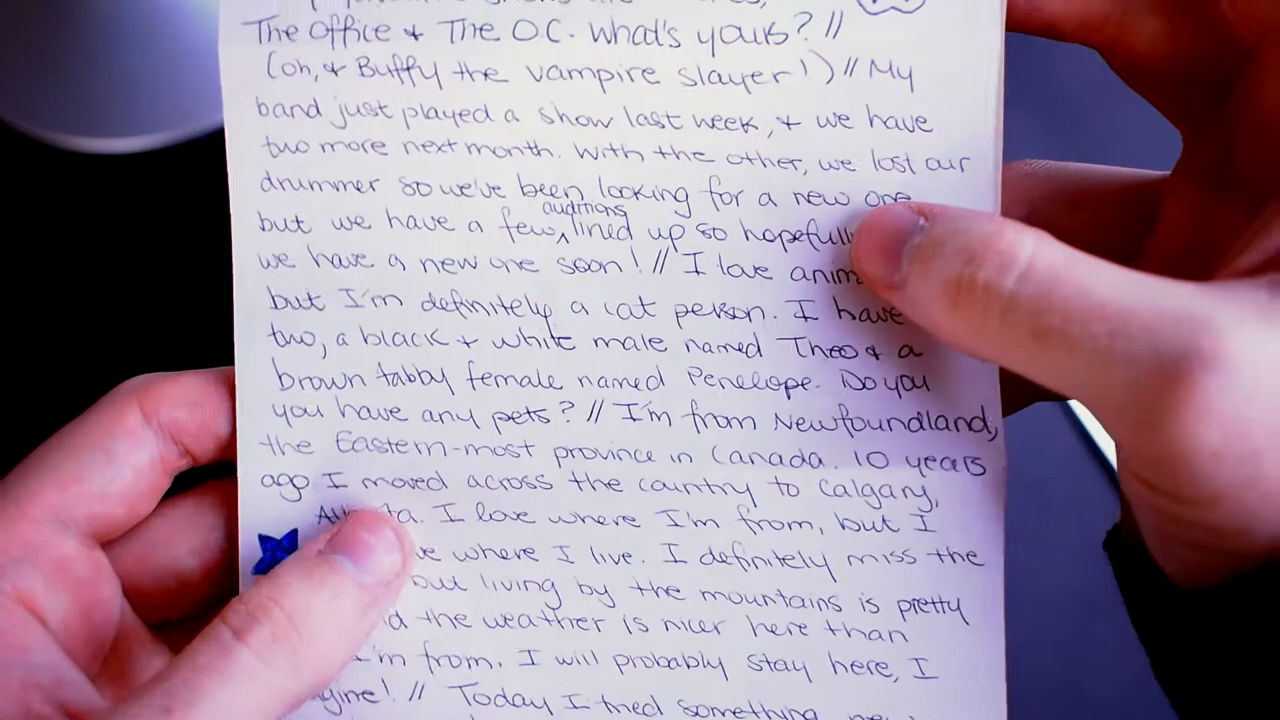 The Office & The O.C. What's yours? //
(oh, & Buffy the vampire slayer!) // My
band just played a show last week, & we have
two more next month. With the other, we lost our
drummer so we've been looking for a new one
auditions
but we have a few ^ lined up so hopefull
we have a new one soon! // I love anim
but I'm definitely a cat person. I have
two, a black & white male named Theo & a
brown tabby female named Penelope. Do you
you have any pets? // I'm from Newfoundland,
the Eastern-most province in Canada. 10 years
ago I moved across the country to Calgary,
I love where I'm from, but I
where I live. I definitely miss the
but living by the mountains is pretty
the weather is nicer here than
I'm from. I will probably stay here, I
// Today I tried something